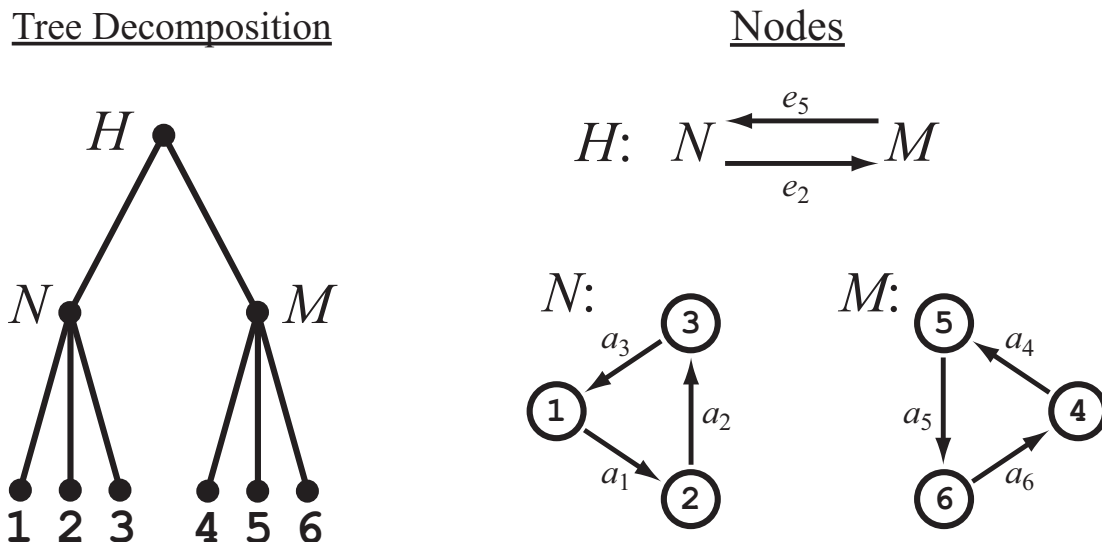 Tree Decomposition
H
N M
1 2 3 4 5 6
Nodes
H: N e5 M
e2
N:
3
a3
1 a2
a1
2
M:
5
a4
a5 4
a6
6